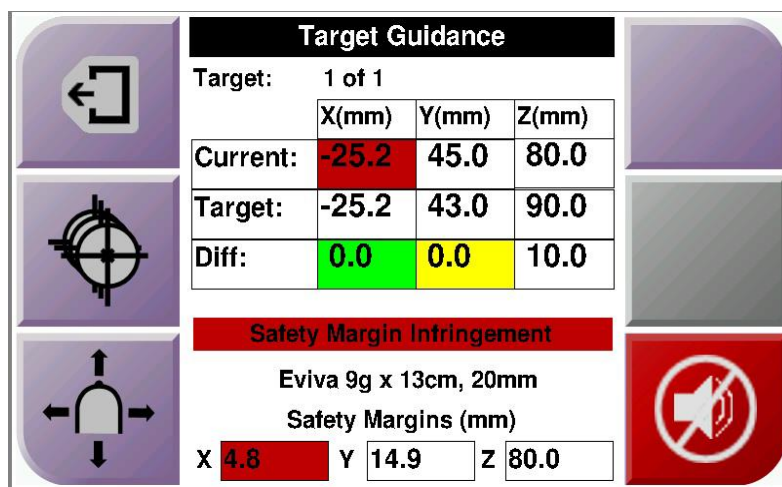 Target Guidance
Target: 1 of 1
X(mm) Y(mm) Z(mm)
Current: -25.2 45.0 80.0
Target: -25.2 43.0 90.0
Diff: 0.0 0.0 10.0
Safety Margin Infringement
Eviva 9g x 13cm, 20mm
Safety Margins (mm)
X 4.8 Y 14.9 Z 80.0